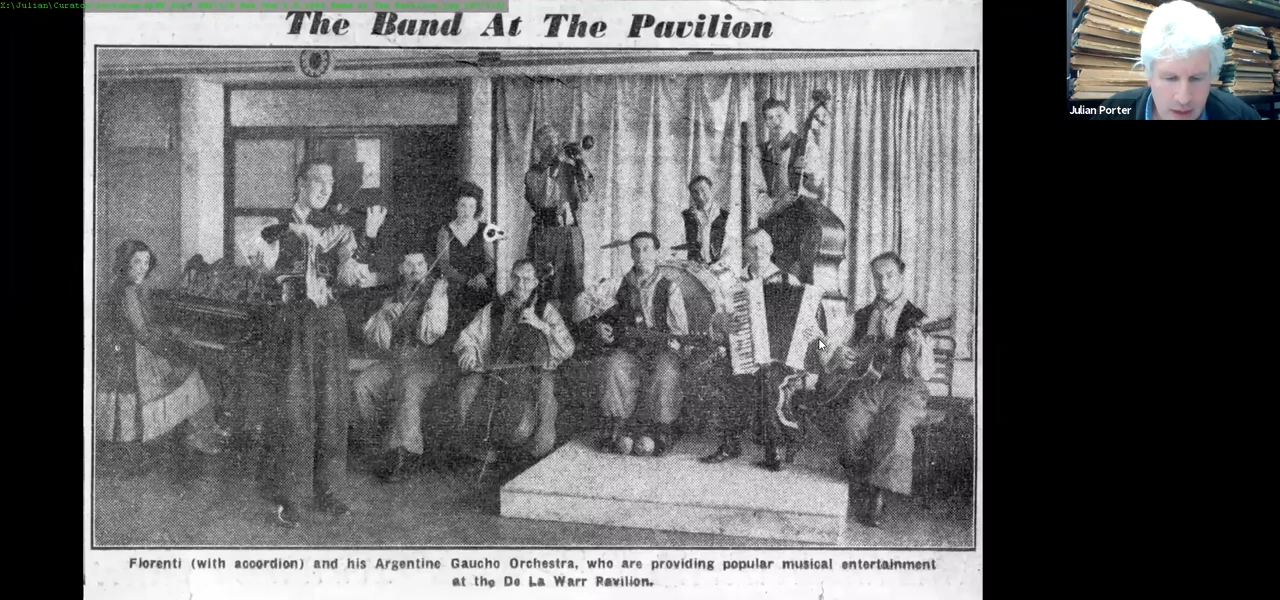 The Band At The Pavilion
Julian Porter
Florenti (with accordion) and his Argentine Gaucho Orchestra, who are providing popular musical entertainment
at the De La Warr Pavilion.